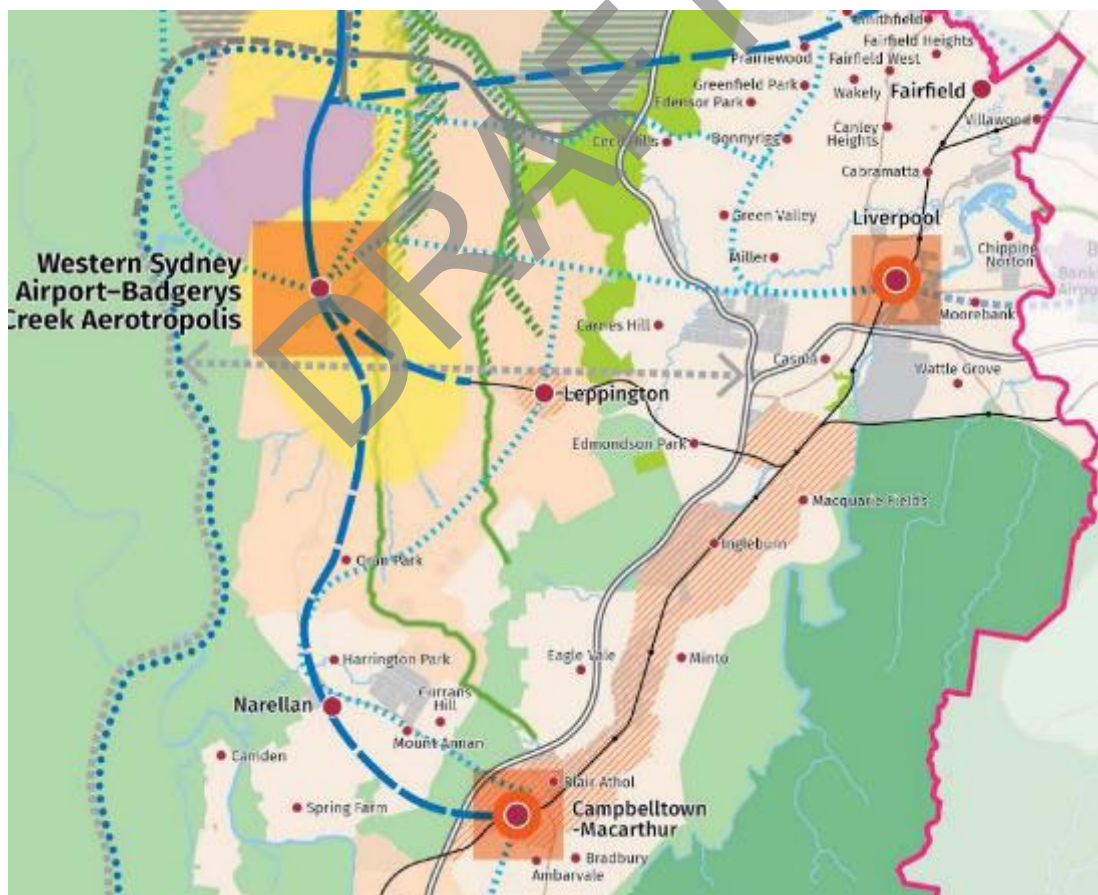 Smithfield
Fairfield Heights
Prairiewood
Fairfield West
Greenfield Park
Wakely
Fairfield
Edensor Park
Villawood
Cecil Hills
Bonnyrigg
Canley
Heights
Cabramatta
Green Valley
Liverpool
Chipping
Norton
Miller
Western Sydney
Airport–Badgerys
Creek Aerotropolis
Moorebank
Carnes Hill
Casula
Wattle Grove
Leppington
Edmondson Park
Macquarie Fields
Ingleburn
Oran Park
Harrington Park
Eagle Vale
Minto
Narellan
Currans
Hill
Mount Annan
Camden
Blair Athol
Spring Farm
Campbelltown
-Macarthur
Bradbury
Ambarvale
DRAFT